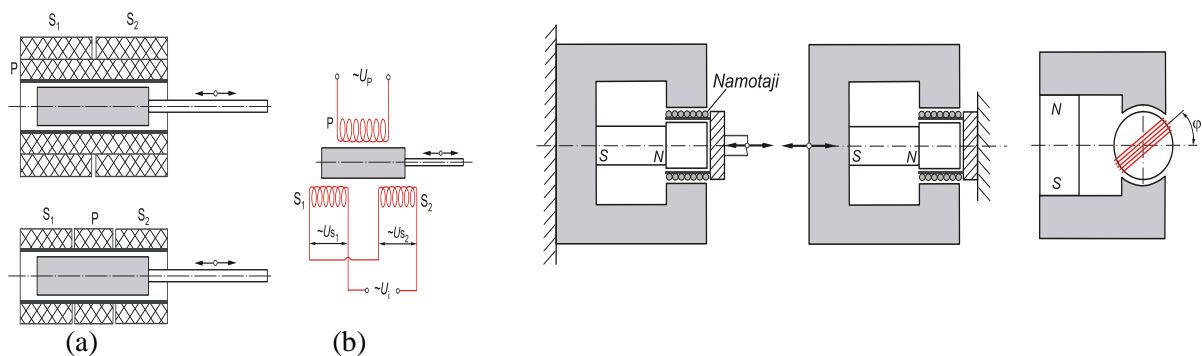 S₁ S₂
P
S₁ P S₂
(a)
~Uₚ
P
S₁ S₂
~Us₁ ~Us₂
~Uᵢ
(b)
Namotaji
S N
S N
N
S
φ